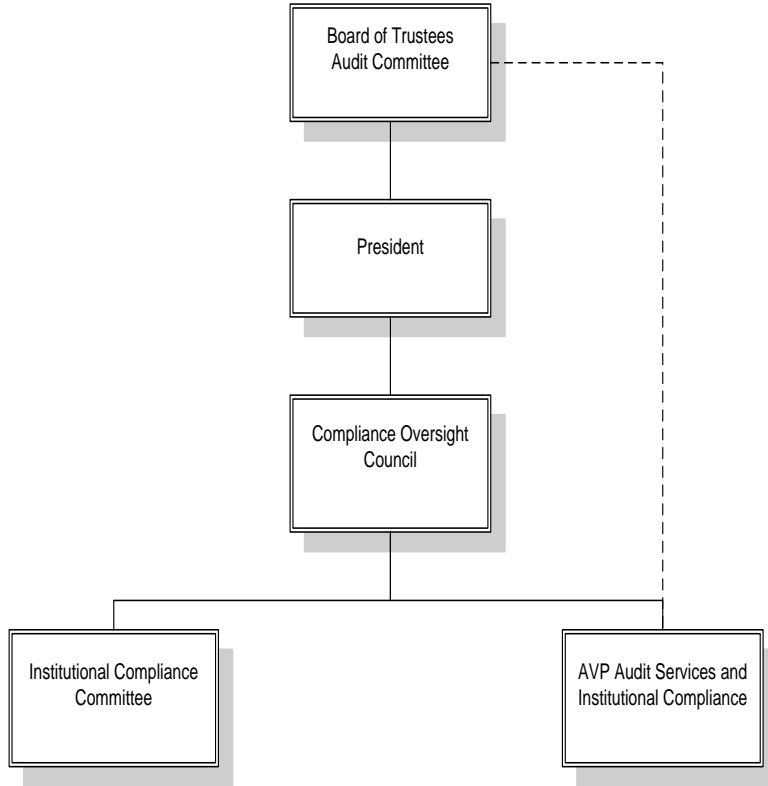 Board of Trustees
Audit Committee
President
Compliance Oversight
Council
Institutional Compliance
Committee
AVP Audit Services and
Institutional Compliance